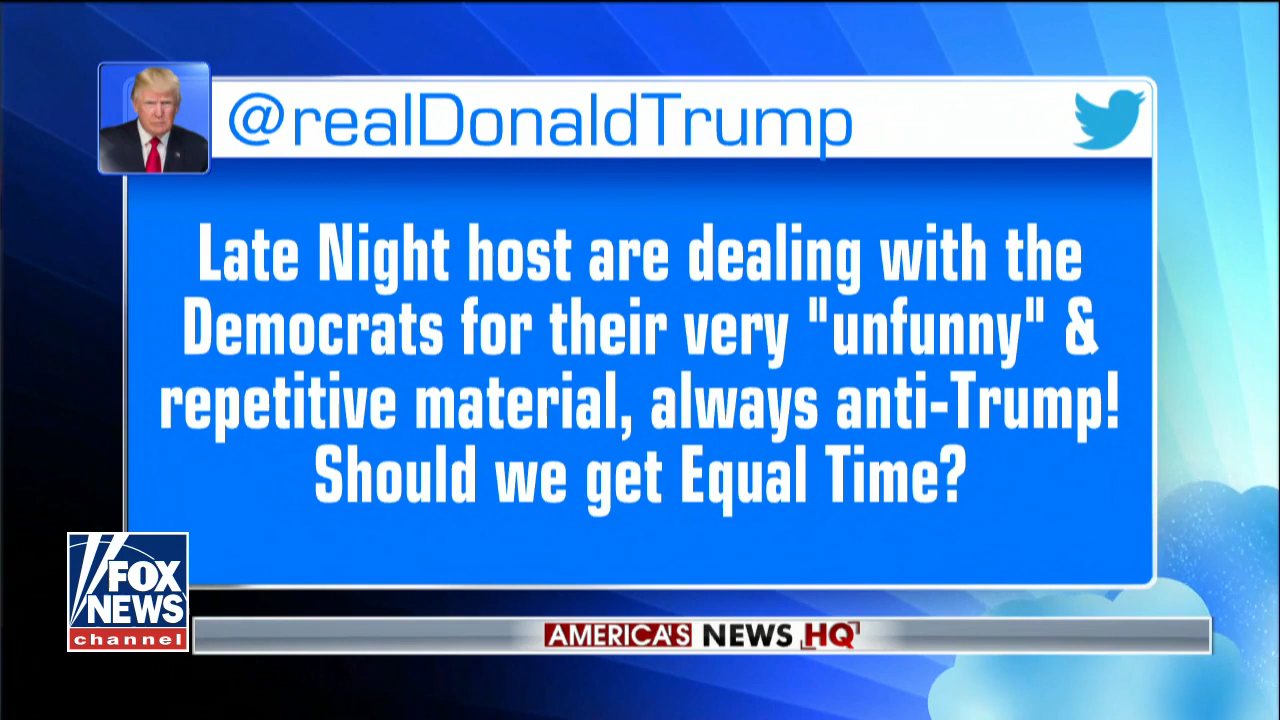 @realDonaldTrump
Late Night host are dealing with the
Democrats for their very "unfunny" &
repetitive material, always anti-Trump!
Should we get Equal Time?
FOX
NEWS
channel
AMERICA'S NEWS HQ